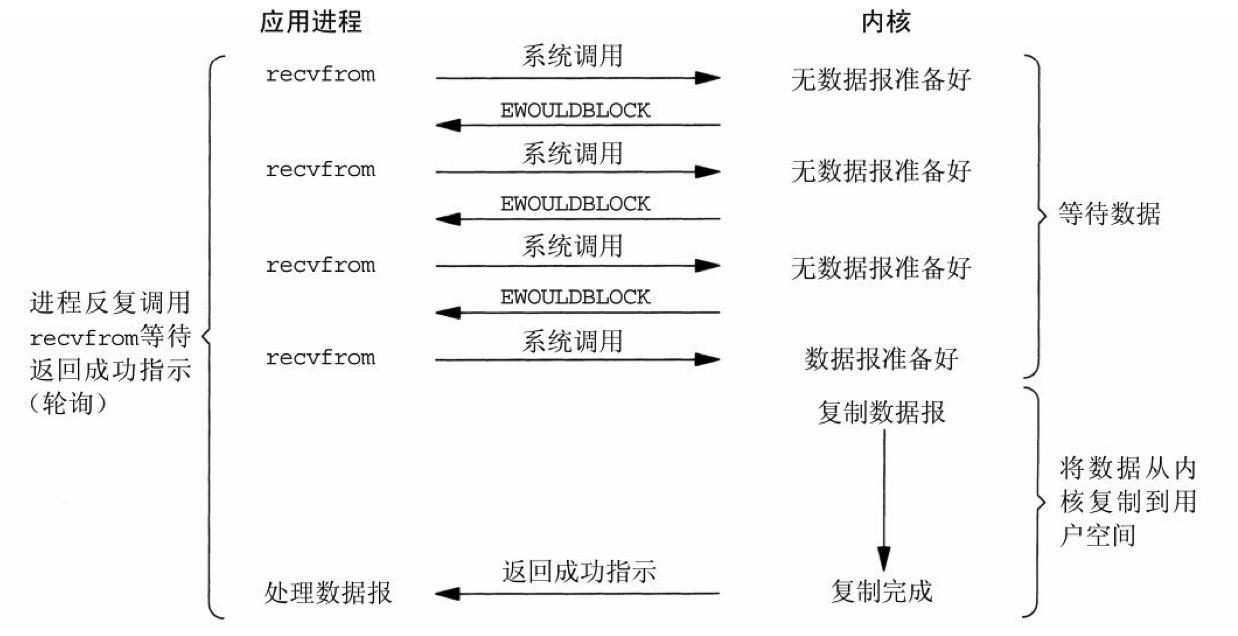 应用进程
内核
recvfrom
系统调用
无数据报准备好
EWOULDBLOCK
recvfrom
系统调用
无数据报准备好
EWOULDBLOCK
等待数据
recvfrom
系统调用
无数据报准备好
EWOULDBLOCK
进程反复调用
recvfrom等待
返回成功指示
(轮询)
recvfrom
系统调用
数据报准备好
复制数据报
将数据从内
核复制到用
户空间
处理数据报
返回成功指示
复制完成